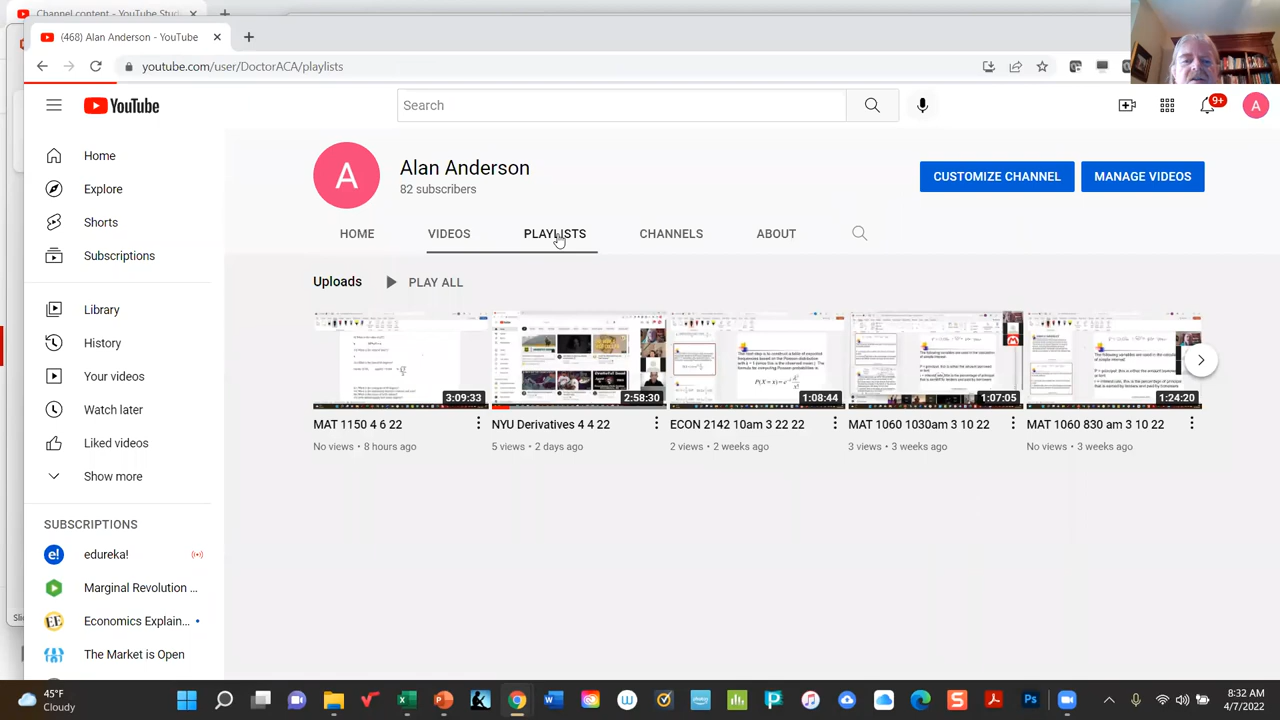 Channel content - YouTube Stud
(468) Alan Anderson - YouTube
youtube.com/user/DoctorACA/playlists
YouTube
Search
9+
A
Home
Explore
Shorts
Subscriptions
Library
History
Your videos
Watch later
Liked videos
Show more
SUBSCRIPTIONS
edureka!
Marginal Revolution ...
Economics Explain...
The Market is Open
A
Alan Anderson
82 subscribers
CUSTOMIZE CHANNEL
MANAGE VIDEOS
HOME
VIDEOS
PLAYLISTS
CHANNELS
ABOUT
Uploads
PLAY ALL
2:58:30
1:08:44
1:07:05
1:24:20
MAT 1150 4 6 22
No views • 8 hours ago
NYU Derivatives 4 4 22
5 views • 2 days ago
ECON 2142 10am 3 22 22
2 views • 2 weeks ago
MAT 1060 1030am 3 10 22
3 views • 3 weeks ago
MAT 1060 830 am 3 10 22
No views • 3 weeks ago
45°F
Cloudy
8:32 AM
4/7/2022